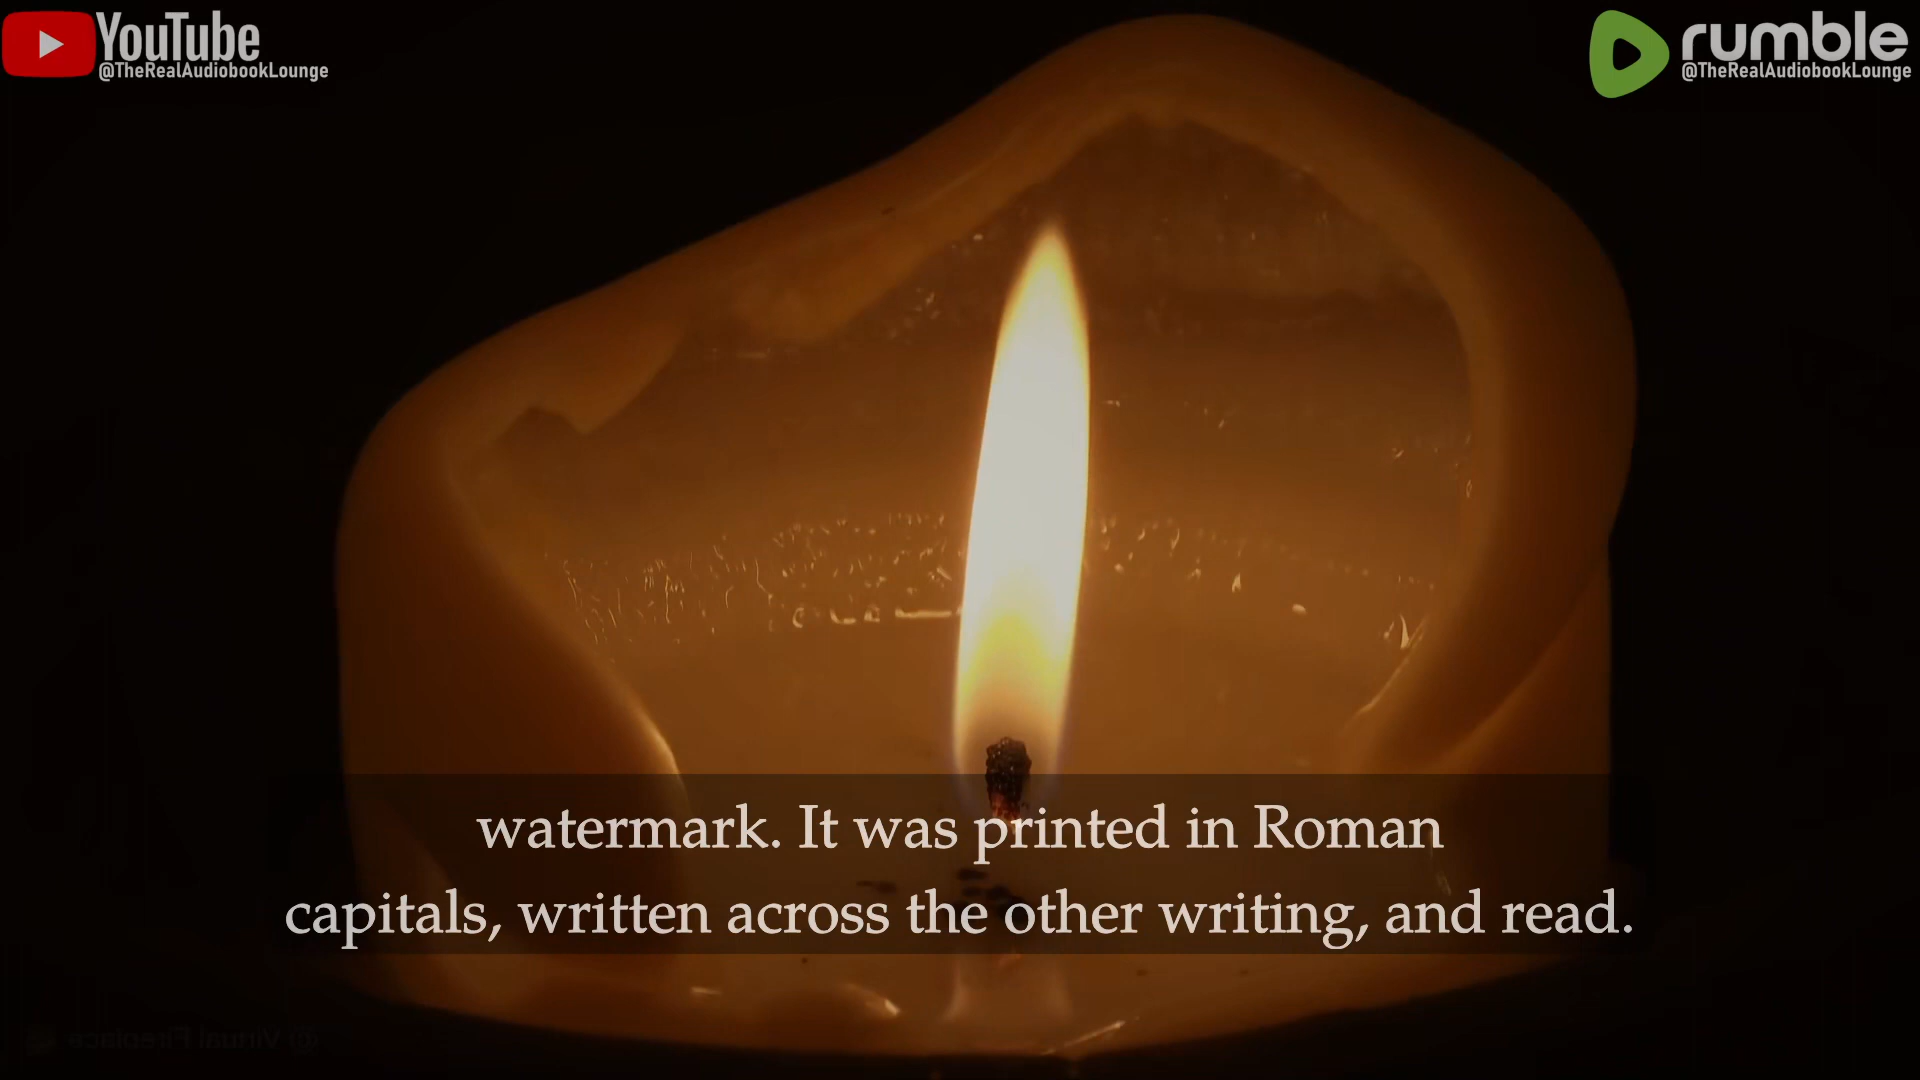 YouTube
@TheRealAudiobookLounge
rumble
@TheRealAudiobookLounge
watermark. It was printed in Roman
capitals, written across the other writing, and read.